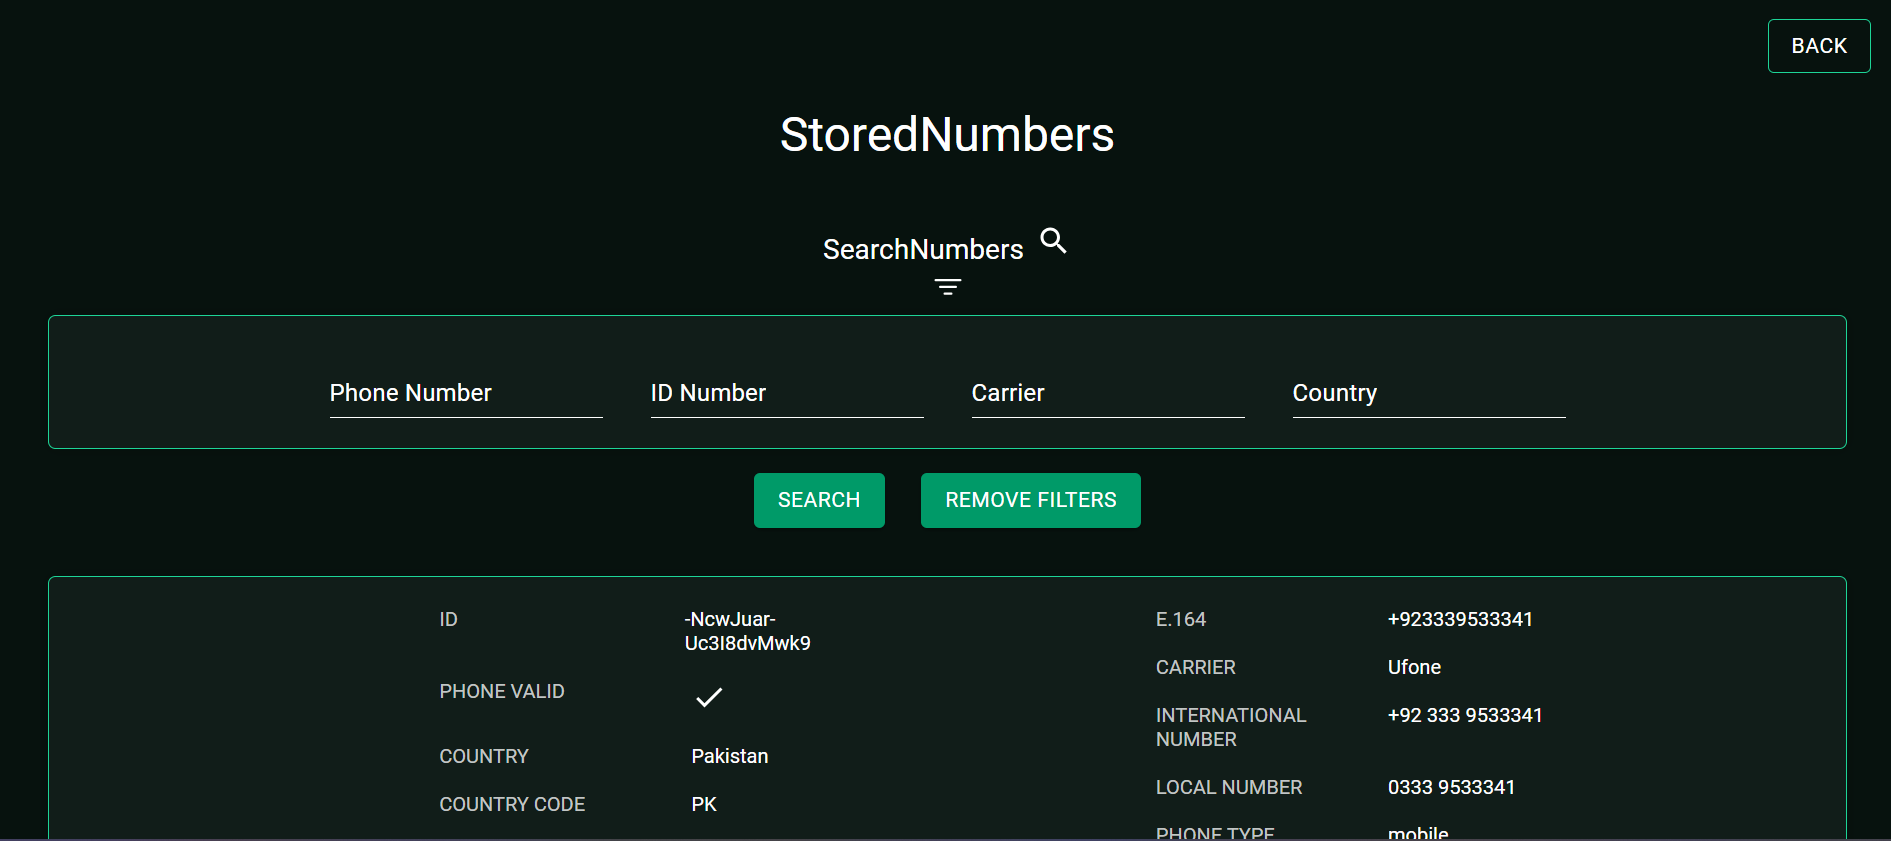 BACK
StoredNumbers
SearchNumbers
Phone Number
ID Number
Carrier
Country
SEARCH
REMOVE FILTERS
ID
-NcwJuar-
Uc3I8dvMwk9
PHONE VALID
COUNTRY
Pakistan
COUNTRY CODE
PK
E.164
+923339533341
CARRIER
Ufone
INTERNATIONAL
NUMBER
+92 333 9533341
LOCAL NUMBER
0333 9533341
PHONE TYPE
mobile